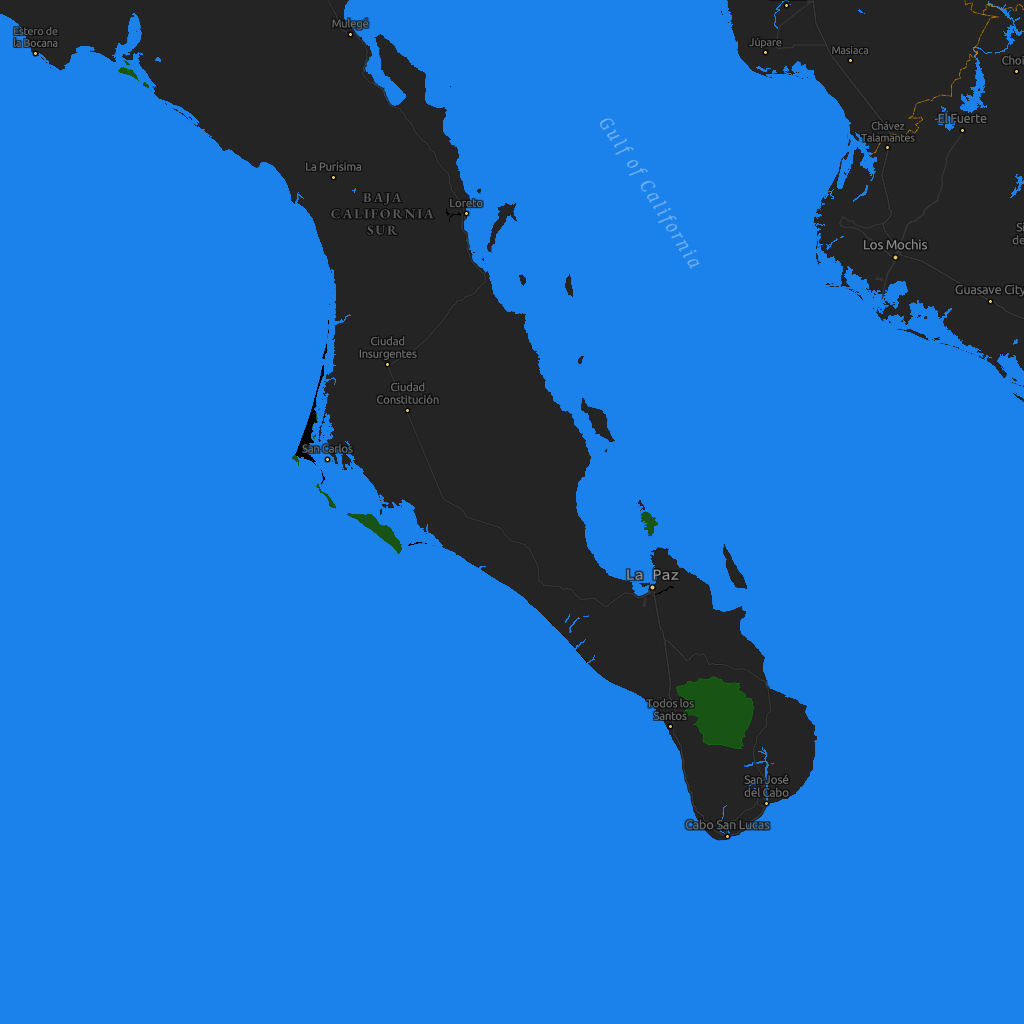 Mulegé
Estero de
la Bocana
Júpare
Masiaca
El Fuerte
Chávez
Talamantes
Gulf of California
La Purísima
BAJA
CALIFORNIA
SUR
Loreto
Los Mochis
Guasave City
Ciudad
Insurgentes
Ciudad
Constitución
San Carlos
La Paz
Todos los
Santos
San José
del Cabo
Cabo San Lucas